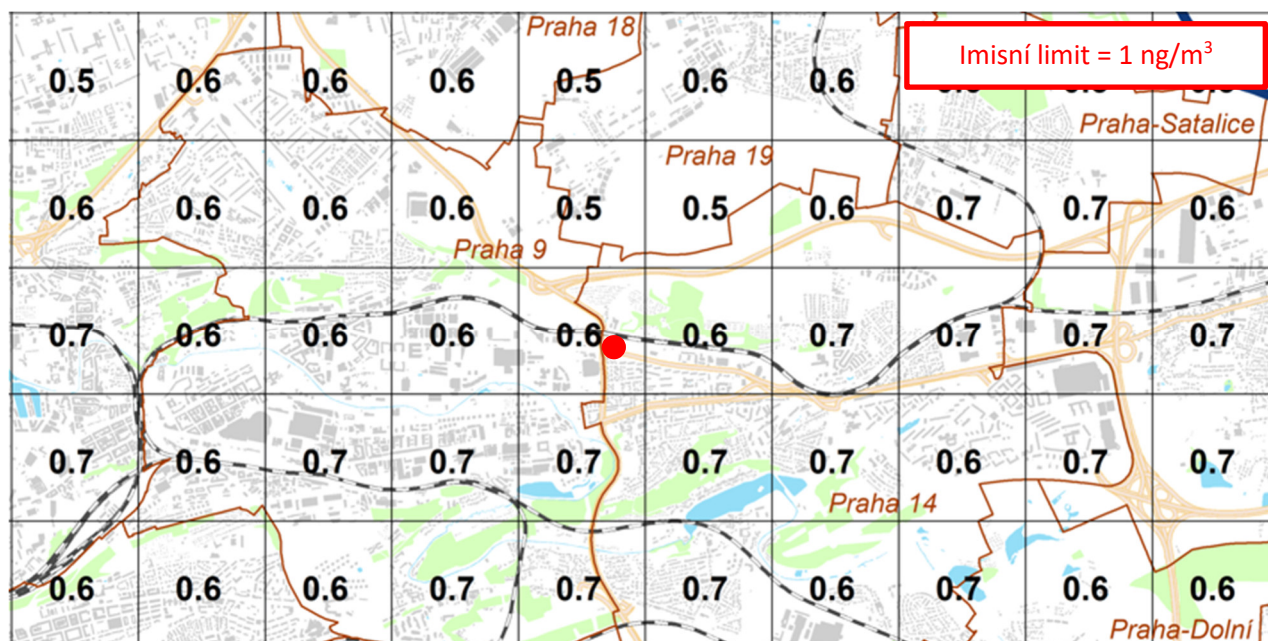 Praha 18
Imisní limit = 1 ng/m³
0.5 0.6 0.6 0.6 0.5 0.6 0.6
Praha-Satalice
Praha 19
0.6 0.6 0.6 0.6 0.5 0.5 0.6 0.7 0.7 0.6
Praha 9
0.7 0.6 0.6 0.6 0.6 0.6 0.7 0.7 0.7 0.7
0.7 0.6 0.7 0.7 0.7 0.7 0.7 0.6 0.7 0.7
Praha 14
0.6 0.6 0.6 0.7 0.7 0.7 0.6 0.7 0.6 0.6
Praha-Dolní